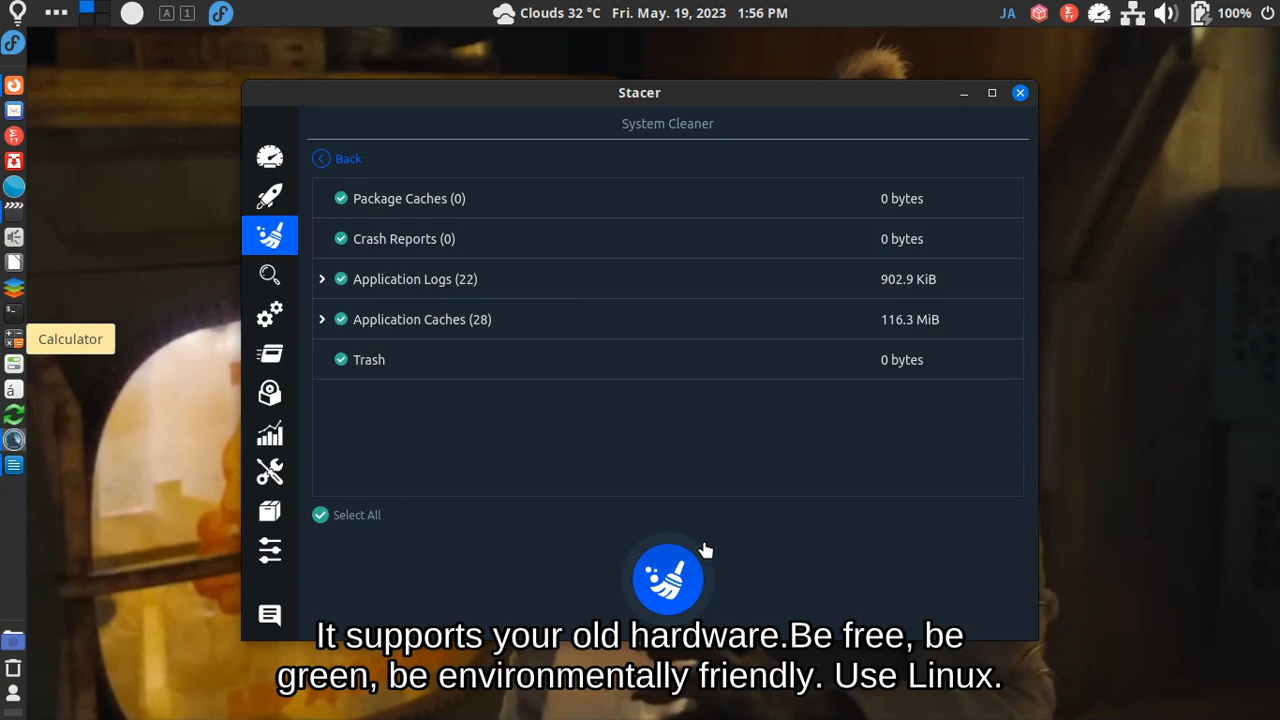 A 1 Clouds 32 °C Fri. May. 19, 2023 1:56 PM JA 100%
Stacer
System Cleaner
Back
Package Caches (0) 0 bytes
Crash Reports (0) 0 bytes
Application Logs (22) 902.9 KiB
Application Caches (28) 116.3 MiB
Calculator
Trash 0 bytes
á
Select All
It supports your old hardware.Be free, be
green, be environmentally friendly. Use Linux.